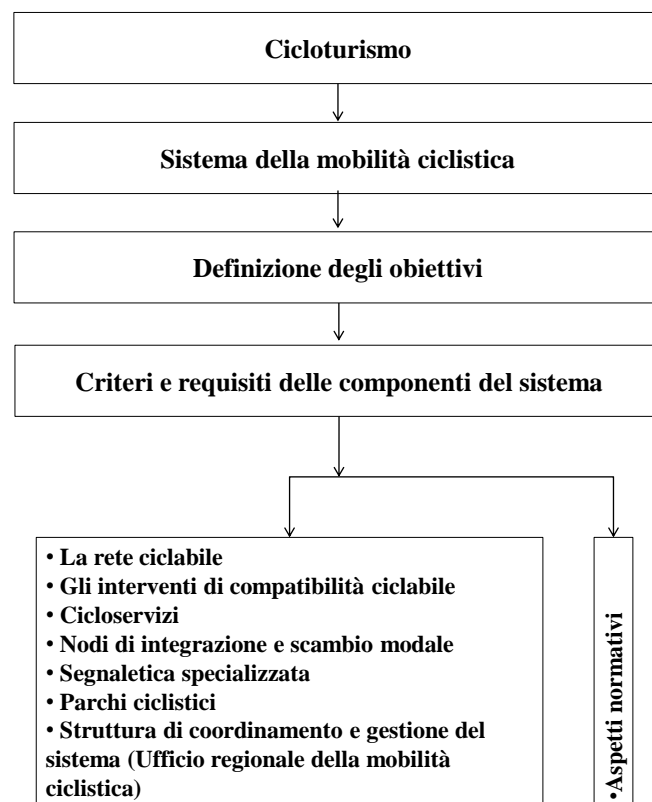 Cicloturismo
Sistema della mobilità ciclistica
Definizione degli obiettivi
Criteri e requisiti delle componenti del sistema
• La rete ciclabile
• Gli interventi di compatibilità ciclabile
• Cicloservizi
• Nodi di integrazione e scambio modale
• Segnaletica specializzata
• Parchi ciclistici
• Struttura di coordinamento e gestione del
sistema (Ufficio regionale della mobilità
ciclistica)
•Aspetti normativi